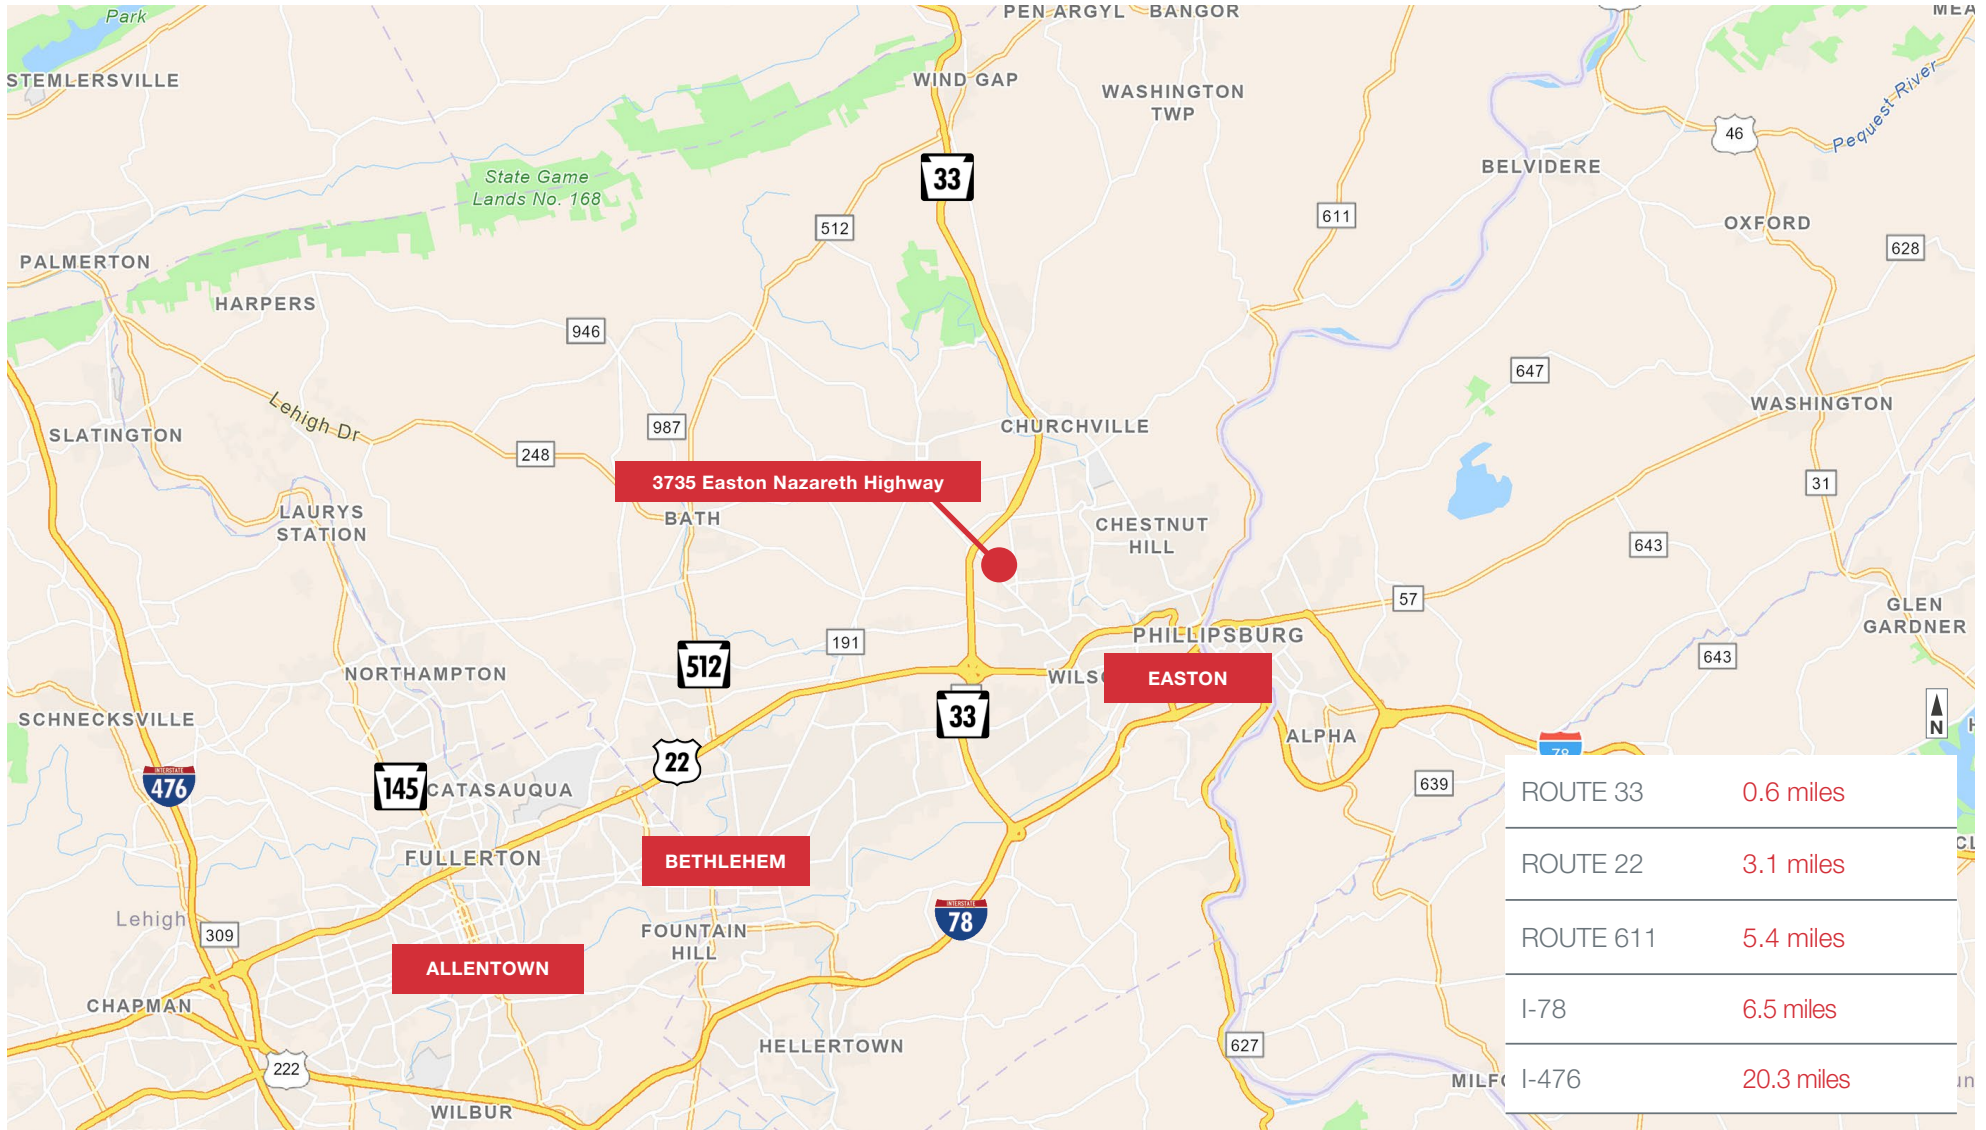 Park
PEN ARGYL
BANGOR
STEMLERSVILLE
WIND GAP
WASHINGTON
TWP
46
Pequest River
BELVIDERE
State Game
Lands No. 168
33
512
611
OXFORD
628
PALMERTON
HARPERS
946
647
Lehigh Dr
WASHINGTON
SLATINGTON
987
CHURCHVILLE
248
3735 Easton Nazareth Highway
31
LAURYS
STATION
BATH
CHESTNUT
HILL
643
57
GLEN
GARDNER
191
PHILLIPSBURG
512
643
NORTHAMPTON
EASTON
SCHNECKSVILLE
33
N
ALPHA
22
78
INTERSTATE
476
145
CATASAUQUA
639
ROUTE 33 0.6 miles
FULLERTON
BETHLEHEM
ROUTE 22 3.1 miles
Lehigh
309
INTERSTATE
78
FOUNTAIN
HILL
ROUTE 611 5.4 miles
ALLENTOWN
CHAPMAN
I-78 6.5 miles
HELLERTOWN
627
222
I-476 20.3 miles
WILBUR